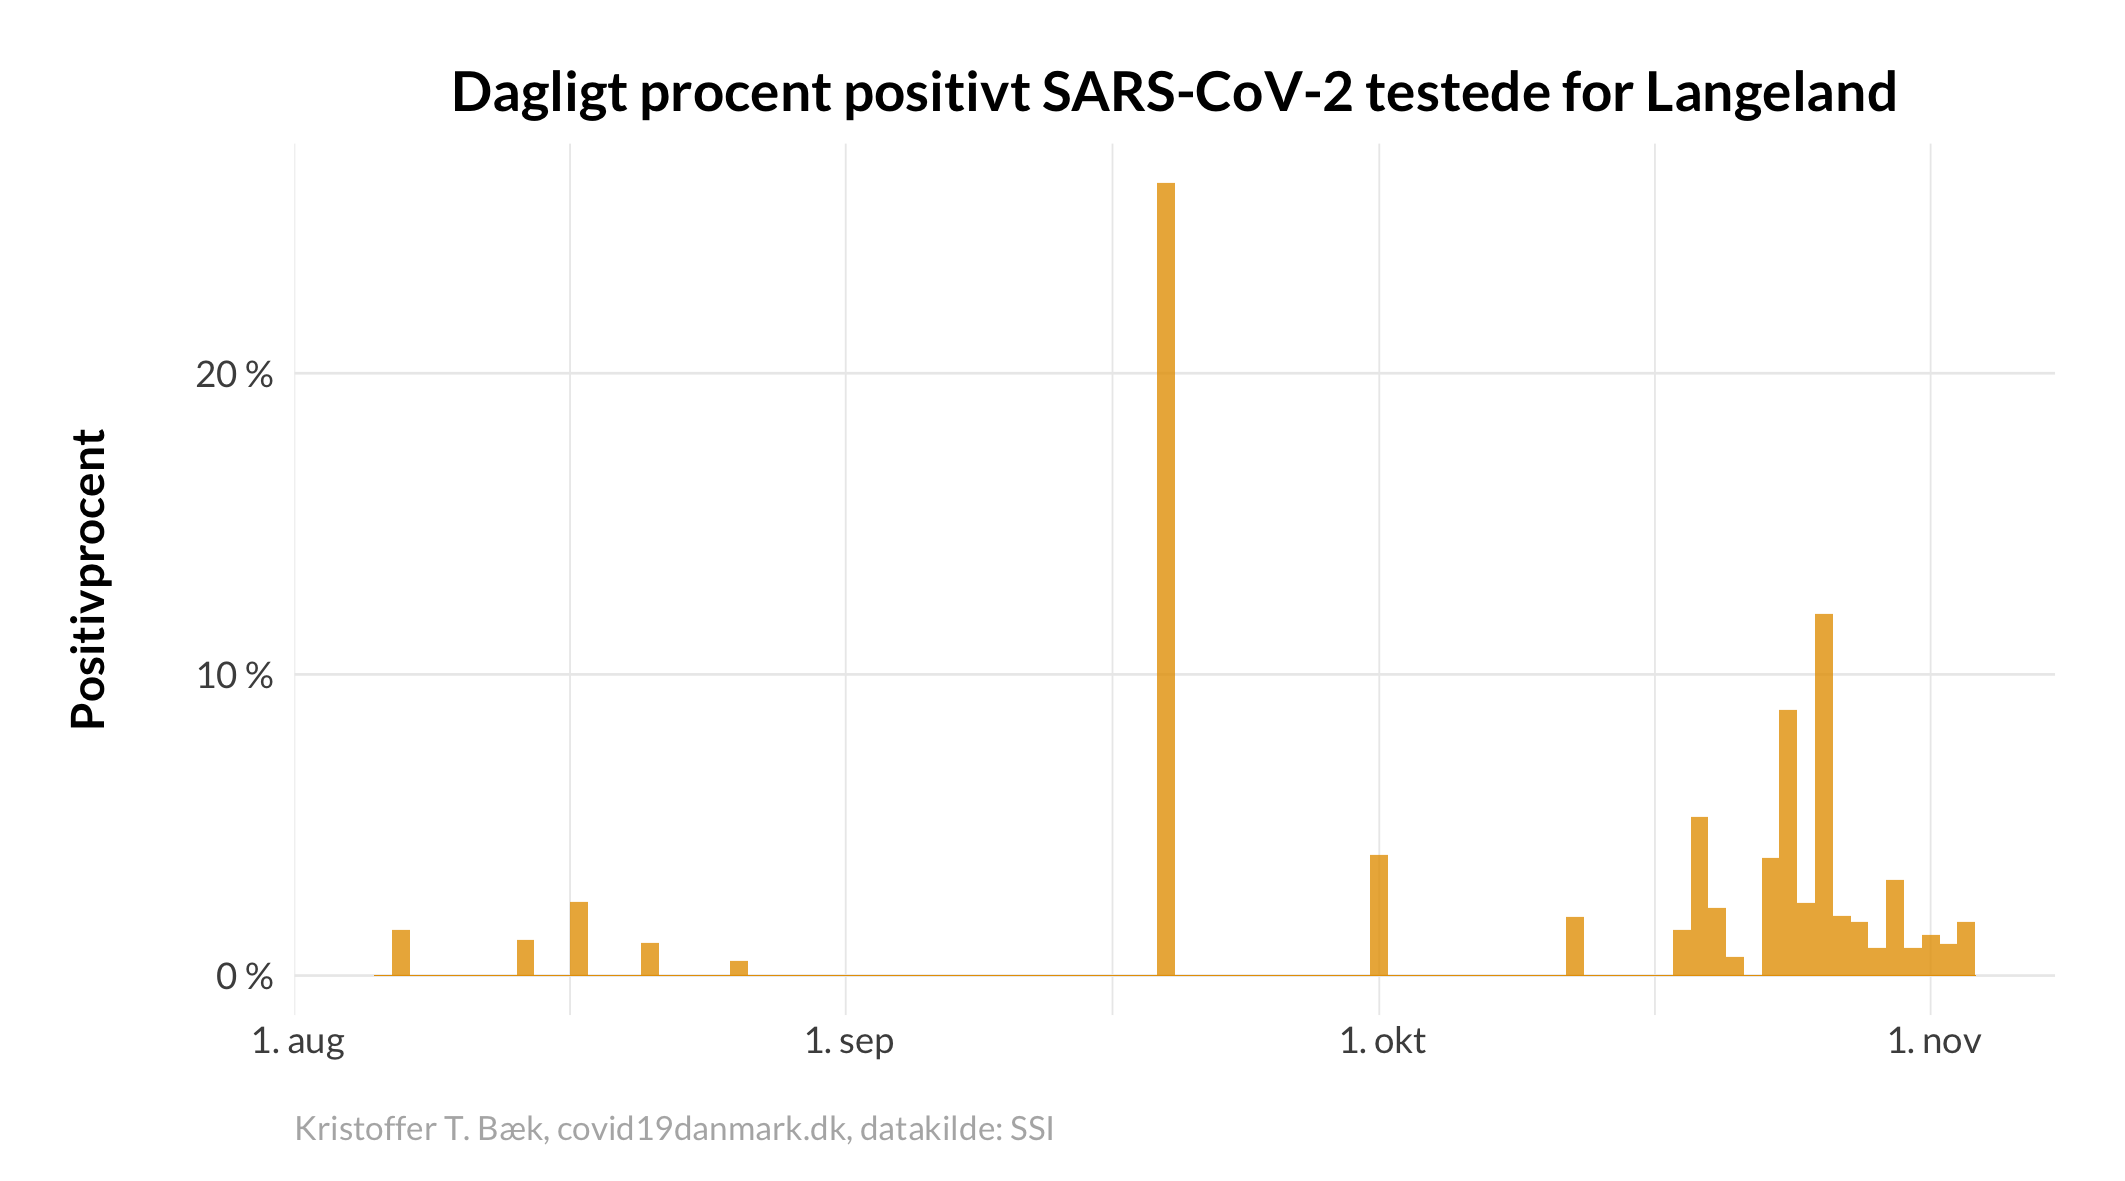 Dagligt procent positivt SARS-CoV-2 testede for Langeland
Positivprocent
20 %
10 %
0 %
1. aug
1. sep
1. okt
1. nov
Kristoffer T. Bæk, covid19danmark.dk, datakilde: SSI